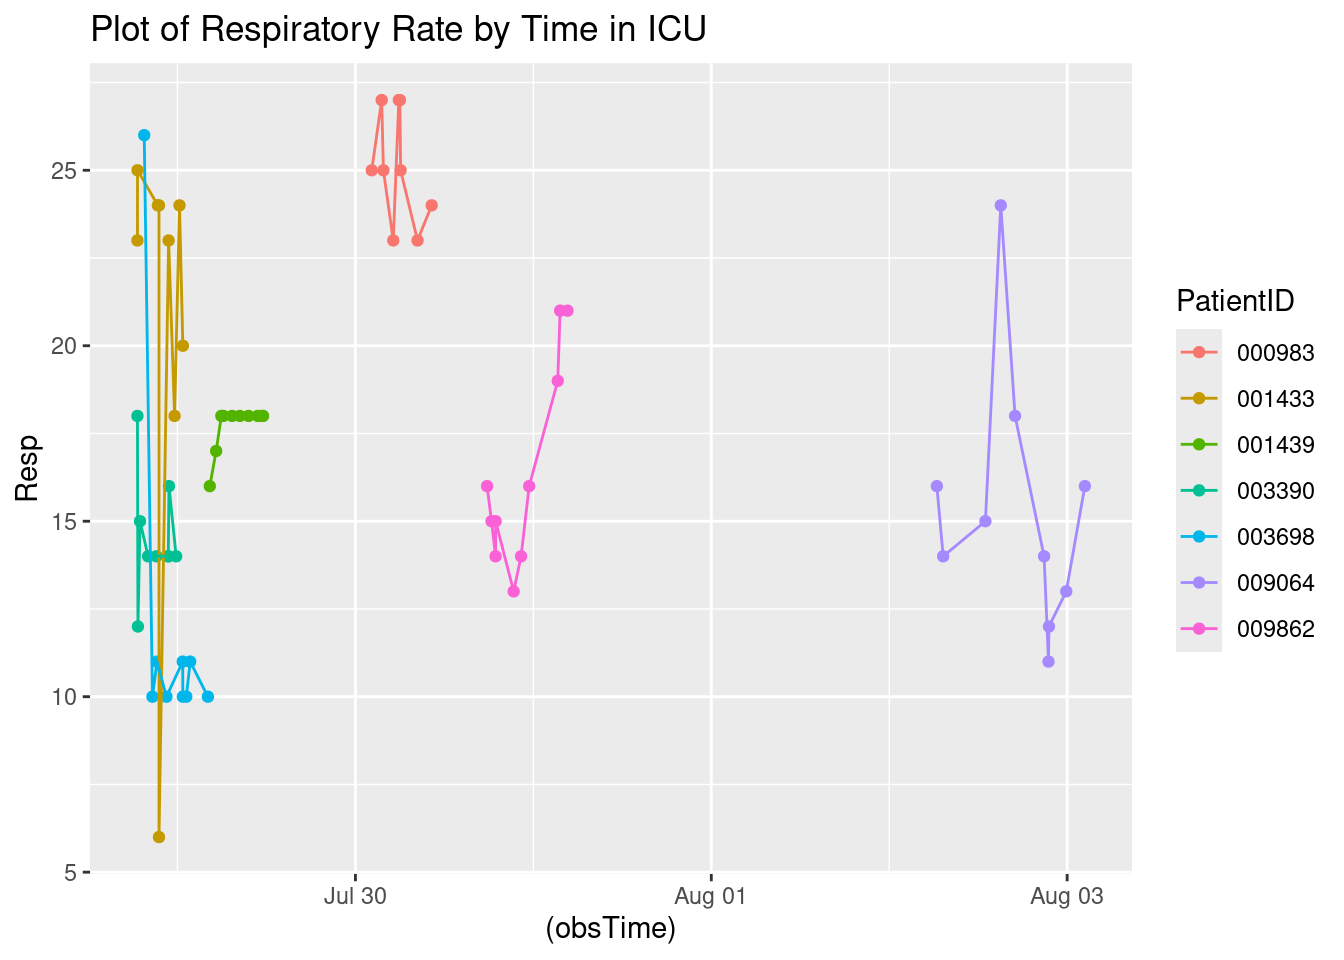 Plot of Respiratory Rate by Time in ICU
Resp
25
20
15
10
5
Jul 30
Aug 01
Aug 03
(obsTime)
PatientID
000983
001433
001439
003390
003698
009064
009862